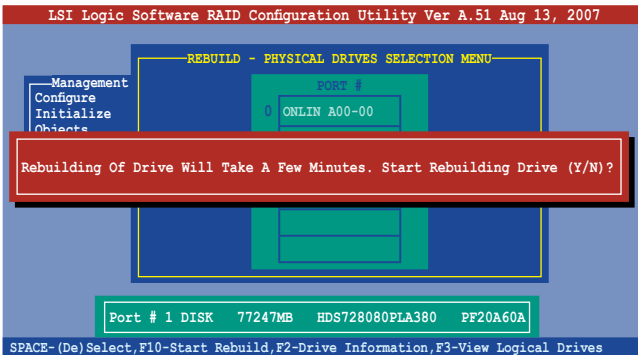 LSI Logic Software RAID Configuration Utility Ver A.51 Aug 13, 2007
REBUILD - PHYSICAL DRIVES SELECTION MENU
Management
Configure
Initialize
Objects
PORT #
0 ONLIN A00-00
Rebuilding Of Drive Will Take A Few Minutes. Start Rebuilding Drive (Y/N)?
Port # 1 DISK 77247MB HDS728080PLA380 PF20A60A
SPACE-(De)Select,F10-Start Rebuild,F2-Drive Information,F3-View Logical Drives